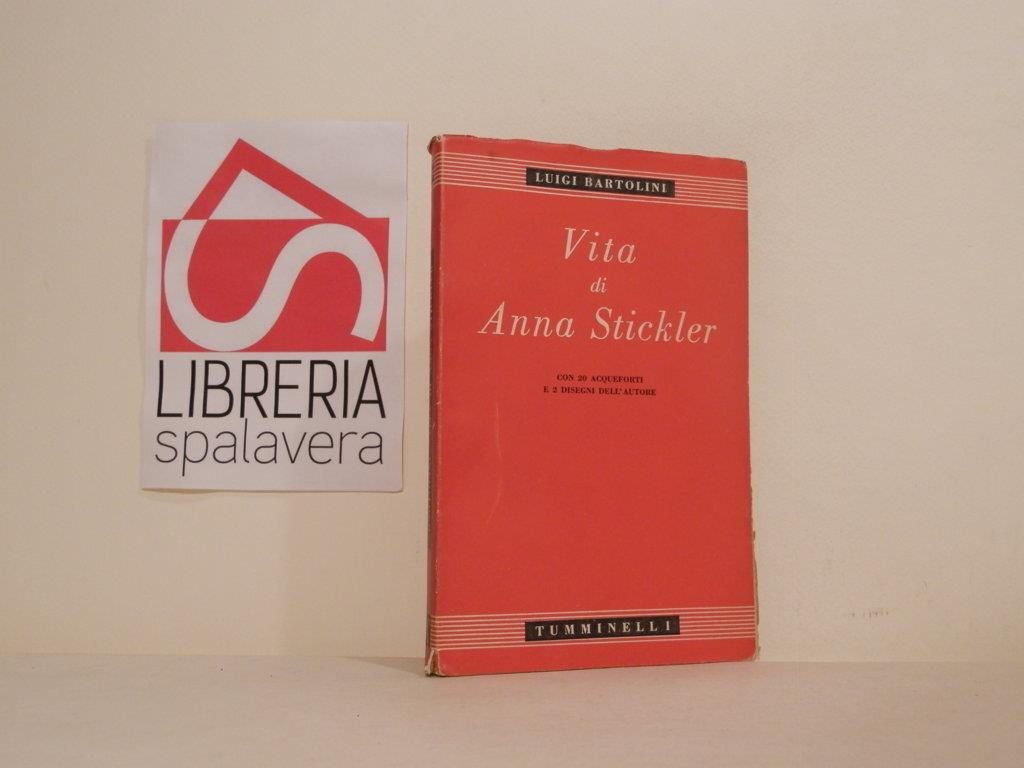 LIBRERIA
spalavera
LUIGI BARTOLINI
Vita
di
Anna Stickler
CON 20 ACQUEFORTI
E 2 DISEGNI DELL'AUTORE
TUMMINELLI